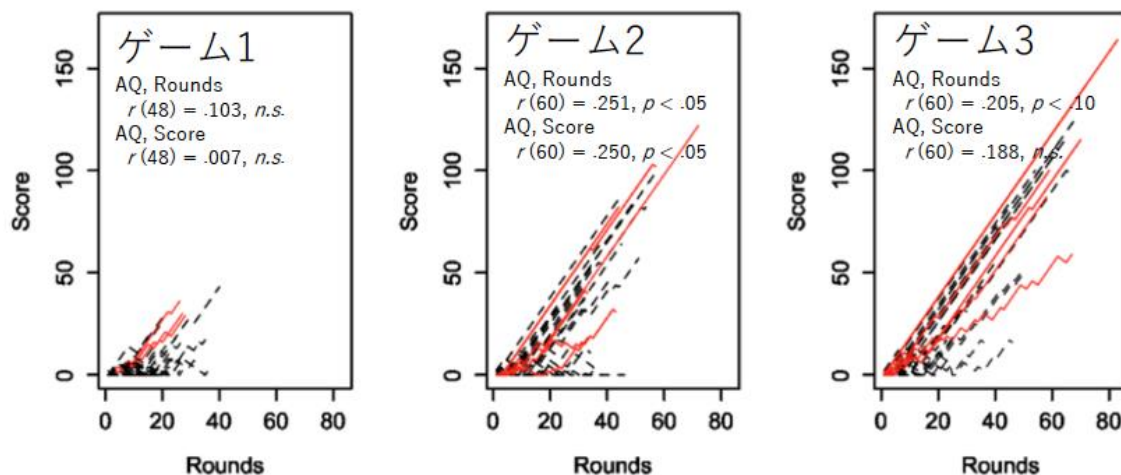 ゲーム1
AQ, Rounds
r (48) = .103, n.s.
AQ, Score
r (48) = .007, n.s.
Score
0
50
100
150
0 20 40 60 80
Rounds
ゲーム2
AQ, Rounds
r (60) = .251, p < .05
AQ, Score
r (60) = .250, p < .05
Score
0
50
100
150
0 20 40 60 80
Rounds
ゲーム3
AQ, Rounds
r (60) = .205, p < .10
AQ, Score
r (60) = .188, n.s.
Score
0
50
100
150
0 20 40 60 80
Rounds